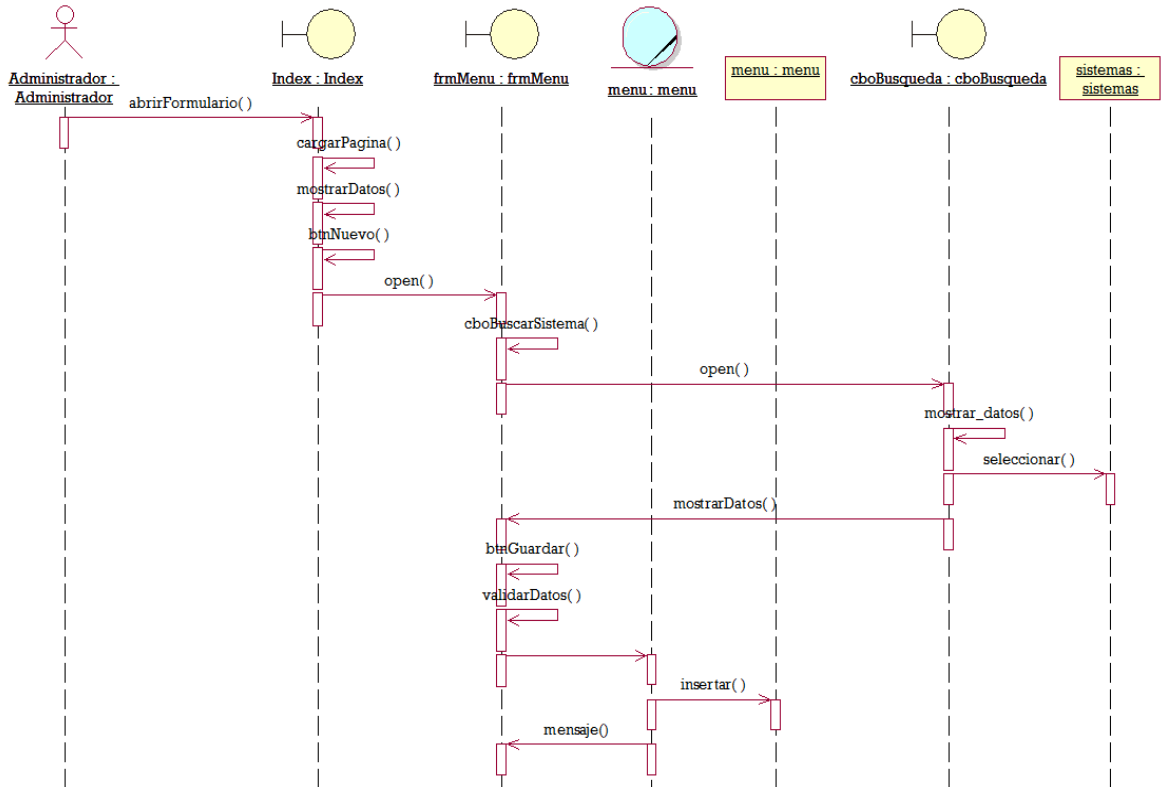 Administrador :
Administrador
Index : Index
frmMenu : frmMenu
menu : menu
menu : menu
cboBusqueda : cboBusqueda
sistemas :
sistemas
abrirFormulario( )
cargarPagina( )
mostrarDatos( )
btnNuevo( )
open( )
cboBuscarSistema( )
open( )
mostrar_datos( )
seleccionar( )
mostrarDatos( )
btnGuardar( )
validarDatos( )
insertar( )
mensaje()